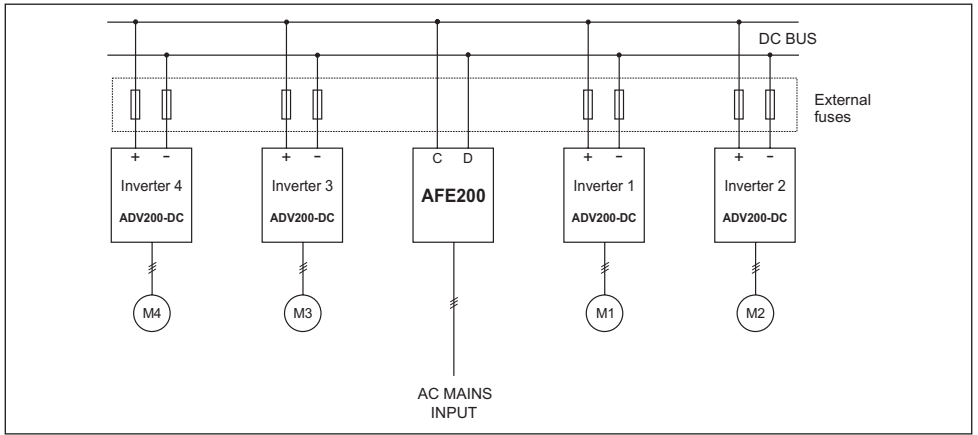 DC BUS
External
fuses
+ − + − C D + − + −
Inverter 4 Inverter 3 AFE200 Inverter 1 Inverter 2
ADV200-DC ADV200-DC ADV200-DC ADV200-DC
M4 M3 M1 M2
AC MAINS
INPUT